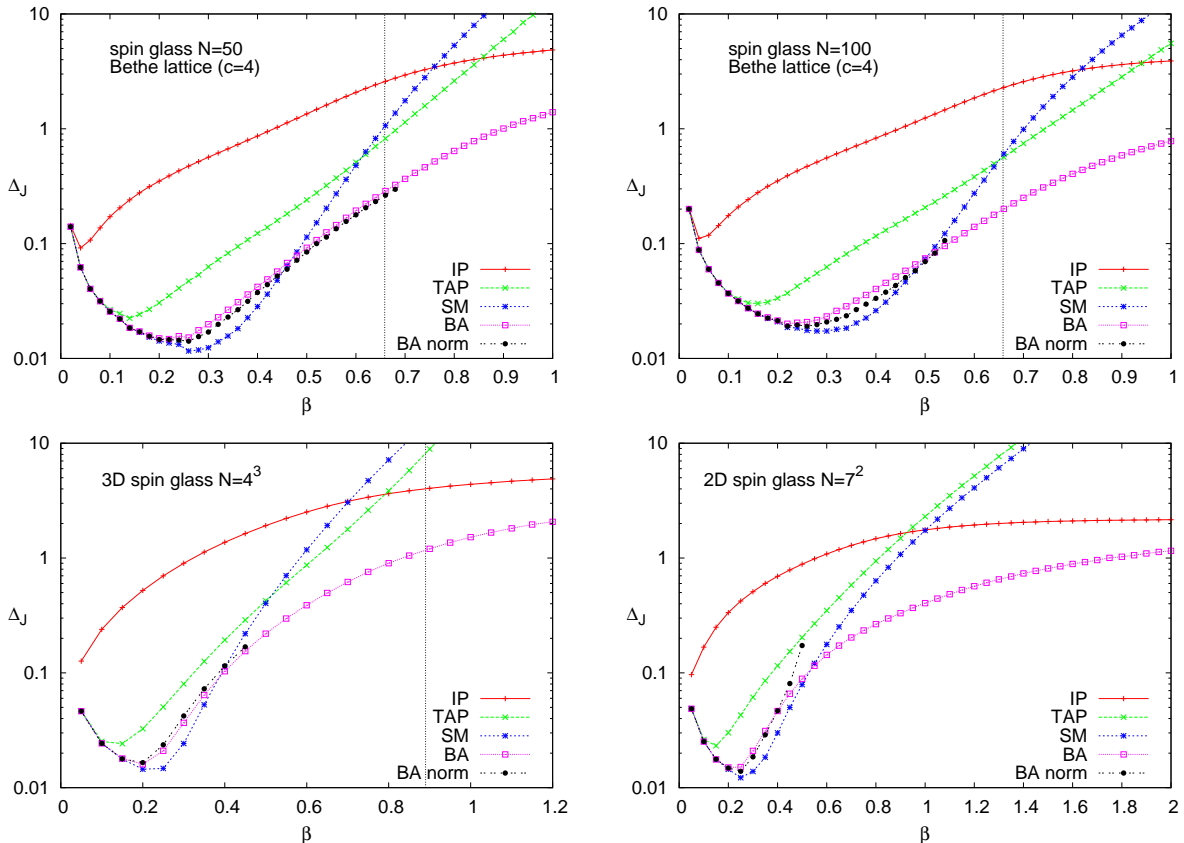 10
1
0.1
0.01
Δ_J
spin glass N=50
Bethe lattice (c=4)
IP
TAP
SM
BA
BA norm
0 0.1 0.2 0.3 0.4 0.5 0.6 0.7 0.8 0.9 1
β
10
1
0.1
0.01
Δ_J
spin glass N=100
Bethe lattice (c=4)
IP
TAP
SM
BA
BA norm
0 0.1 0.2 0.3 0.4 0.5 0.6 0.7 0.8 0.9 1
β
10
1
0.1
0.01
Δ_J
3D spin glass N=4³
IP
TAP
SM
BA
BA norm
0 0.2 0.4 0.6 0.8 1 1.2
β
10
1
0.1
0.01
Δ_J
2D spin glass N=7²
IP
TAP
SM
BA
BA norm
0 0.2 0.4 0.6 0.8 1 1.2 1.4 1.6 1.8 2
β